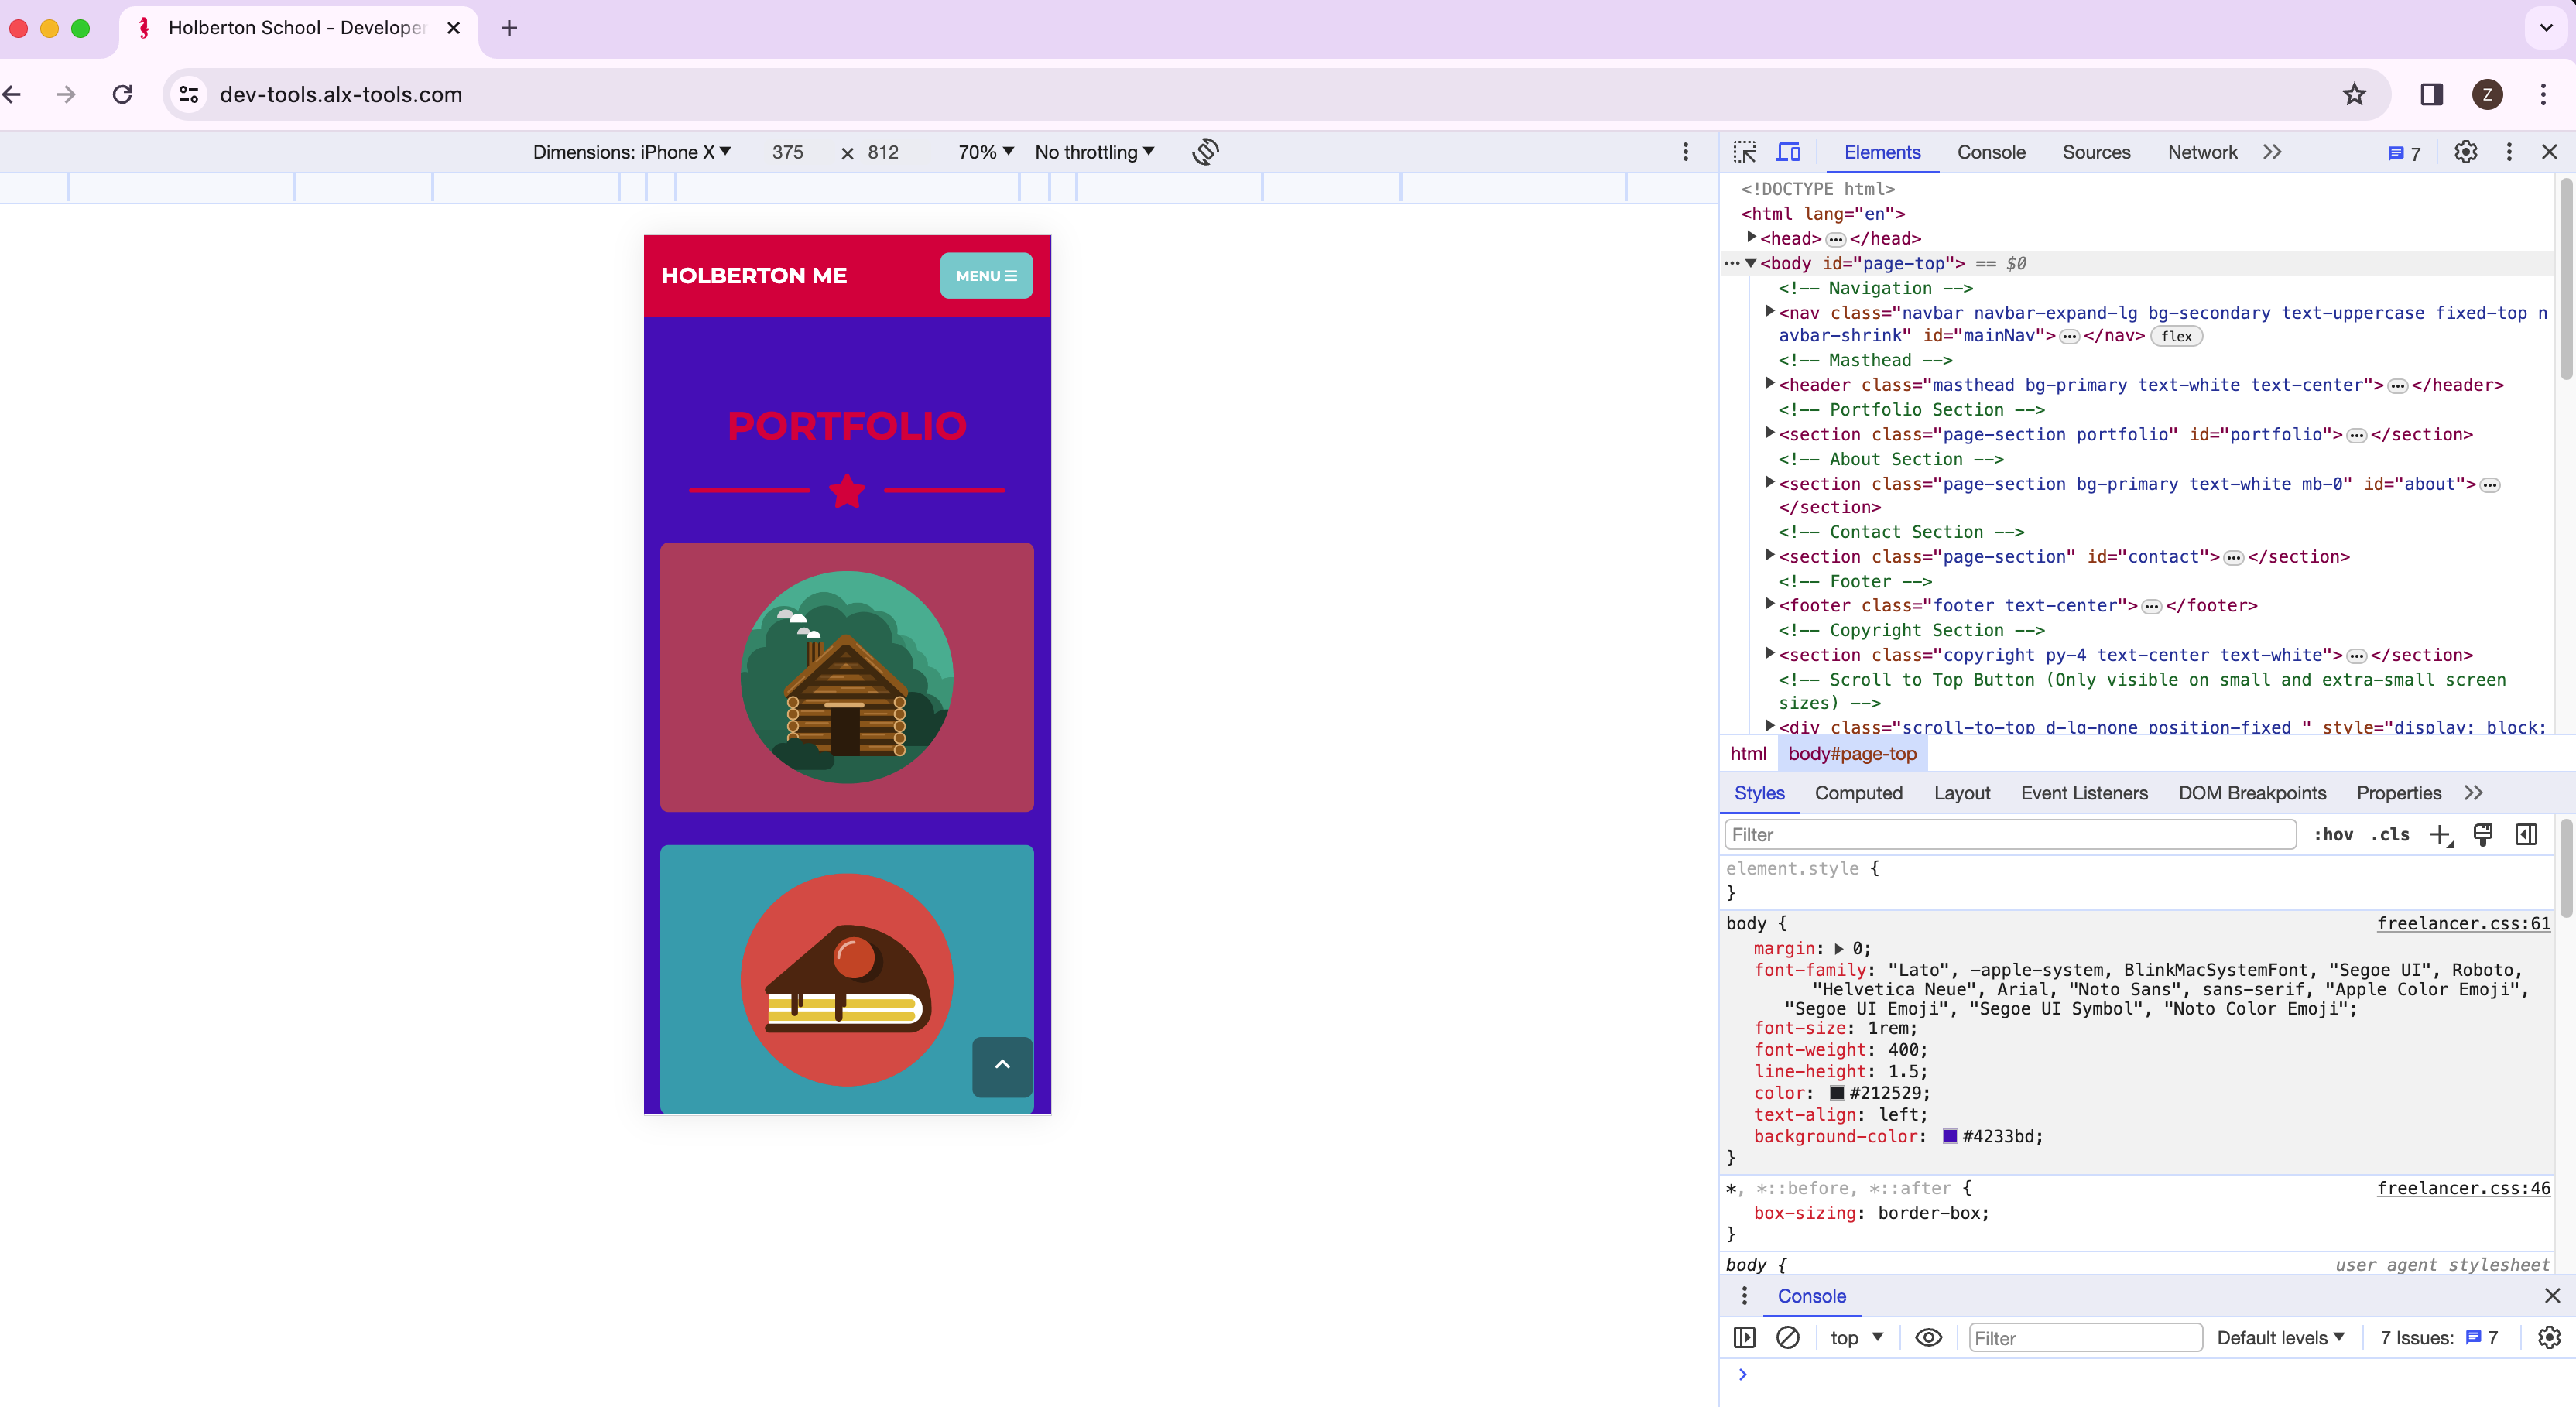 Holberton School - Developer
dev-tools.alx-tools.com
Z
Dimensions: iPhone X 375 × 812 70% No throttling
Elements Console Sources Network 7
HOLBERTON ME MENU
PORTFOLIO
<!DOCTYPE html>
<html lang="en">
<head> ••• </head>
••• <body id="page-top"> == $0
<!-- Navigation -->
<nav class="navbar navbar-expand-lg bg-secondary text-uppercase fixed-top n
avbar-shrink" id="mainNav"> ••• </nav> flex
<!-- Masthead -->
<header class="masthead bg-primary text-white text-center"> ••• </header>
<!-- Portfolio Section -->
<section class="page-section portfolio" id="portfolio"> ••• </section>
<!-- About Section -->
<section class="page-section bg-primary text-white mb-0" id="about"> •••
</section>
<!-- Contact Section -->
<section class="page-section" id="contact"> ••• </section>
<!-- Footer -->
<footer class="footer text-center"> ••• </footer>
<!-- Copyright Section -->
<section class="copyright py-4 text-center text-white"> ••• </section>
<!-- Scroll to Top Button (Only visible on small and extra-small screen
sizes) -->
<div class="scroll-to-top d-lg-none position-fixed " style="display: block;
html body#page-top
Styles Computed Layout Event Listeners DOM Breakpoints Properties
Filter :hov .cls
element.style {
}
body { freelancer.css:61
margin: 0;
font-family: "Lato", -apple-system, BlinkMacSystemFont, "Segoe UI", Roboto,
"Helvetica Neue", Arial, "Noto Sans", sans-serif, "Apple Color Emoji",
"Segoe UI Emoji", "Segoe UI Symbol", "Noto Color Emoji";
font-size: 1rem;
font-weight: 400;
line-height: 1.5;
color: #212529;
text-align: left;
background-color: #4233bd;
}
*, *::before, *::after { freelancer.css:46
box-sizing: border-box;
}
body { user agent stylesheet
Console
top Filter Default levels 7 Issues: 7